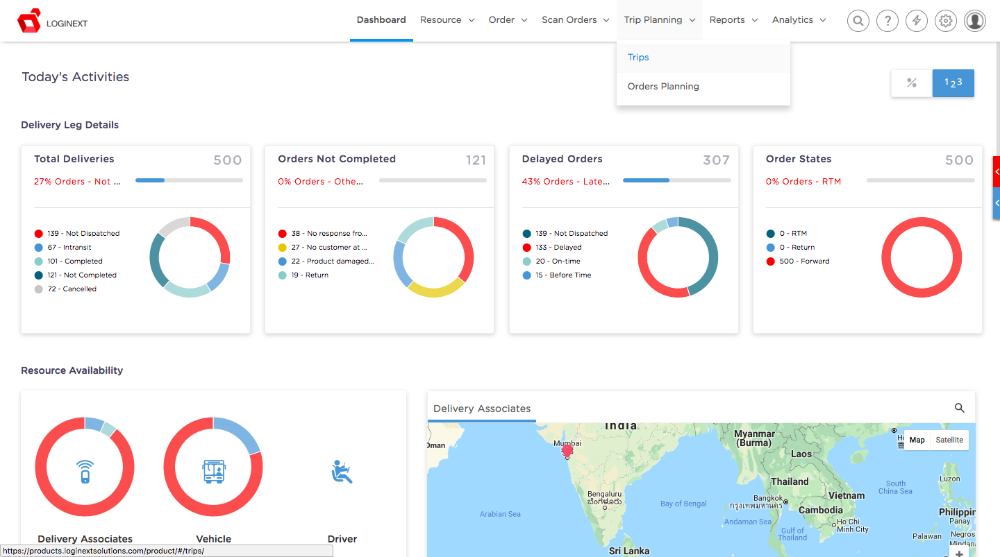 LOGINEXT
Dashboard Resource Order Scan Orders Trip Planning Reports Analytics ?
Trips
Orders Planning
Today's Activities
% 123
Delivery Leg Details
Total Deliveries 500
27% Orders - Not ...
139 - Not Dispatched
67 - Intransit
101 - Completed
121 - Not Completed
72 - Cancelled
Orders Not Completed 121
0% Orders - Othe...
38 - No response fro...
27 - No customer at ...
22 - Product damaged...
19 - Return
Delayed Orders 307
43% Orders - Late...
139 - Not Dispatched
133 - Delayed
20 - On-time
15 - Before Time
Order States 500
0% Orders - RTM
0 - RTM
0 - Return
500 - Forward
Resource Availability
Delivery Associates
Vehicle
Driver
Delivery Associates
Map Satellite
India
Oman
Mumbai
Myanmar
(Burma)
Laos
Luzon
Thailand
South
China Sea
Bengaluru
ಬೆಂಗಳೂರು
Vietnam
Bangkok
กรุงเทพมหานคร
Bay of Bengal
Arabian Sea
Cambodia
Philippin
Panay
Andaman Sea
Ho Chi
Minh City
Gulf of
Thailand
Palawan
Negros
Mindana
Sri Lanka
+
https://products.loginextsolutions.com/product/#/trips/